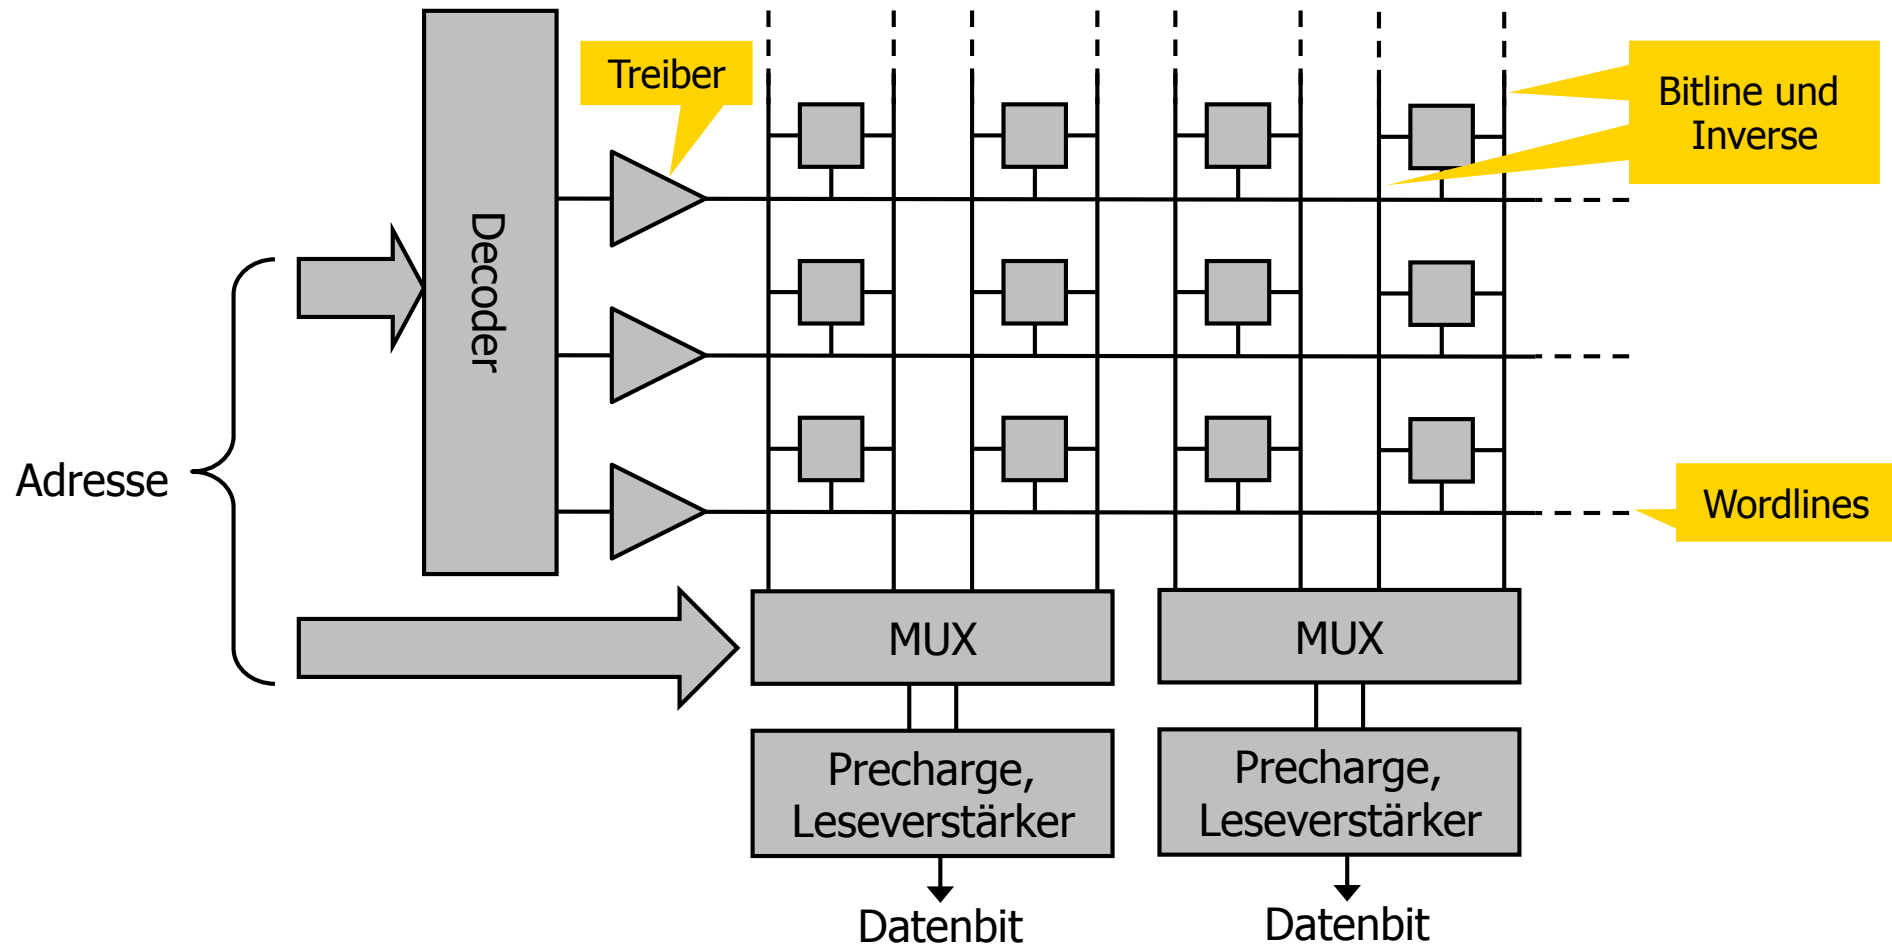 Treiber
Bitline und
Inverse
Decoder
Adresse
Wordlines
MUX
MUX
Precharge,
Leseverstärker
Precharge,
Leseverstärker
Datenbit
Datenbit